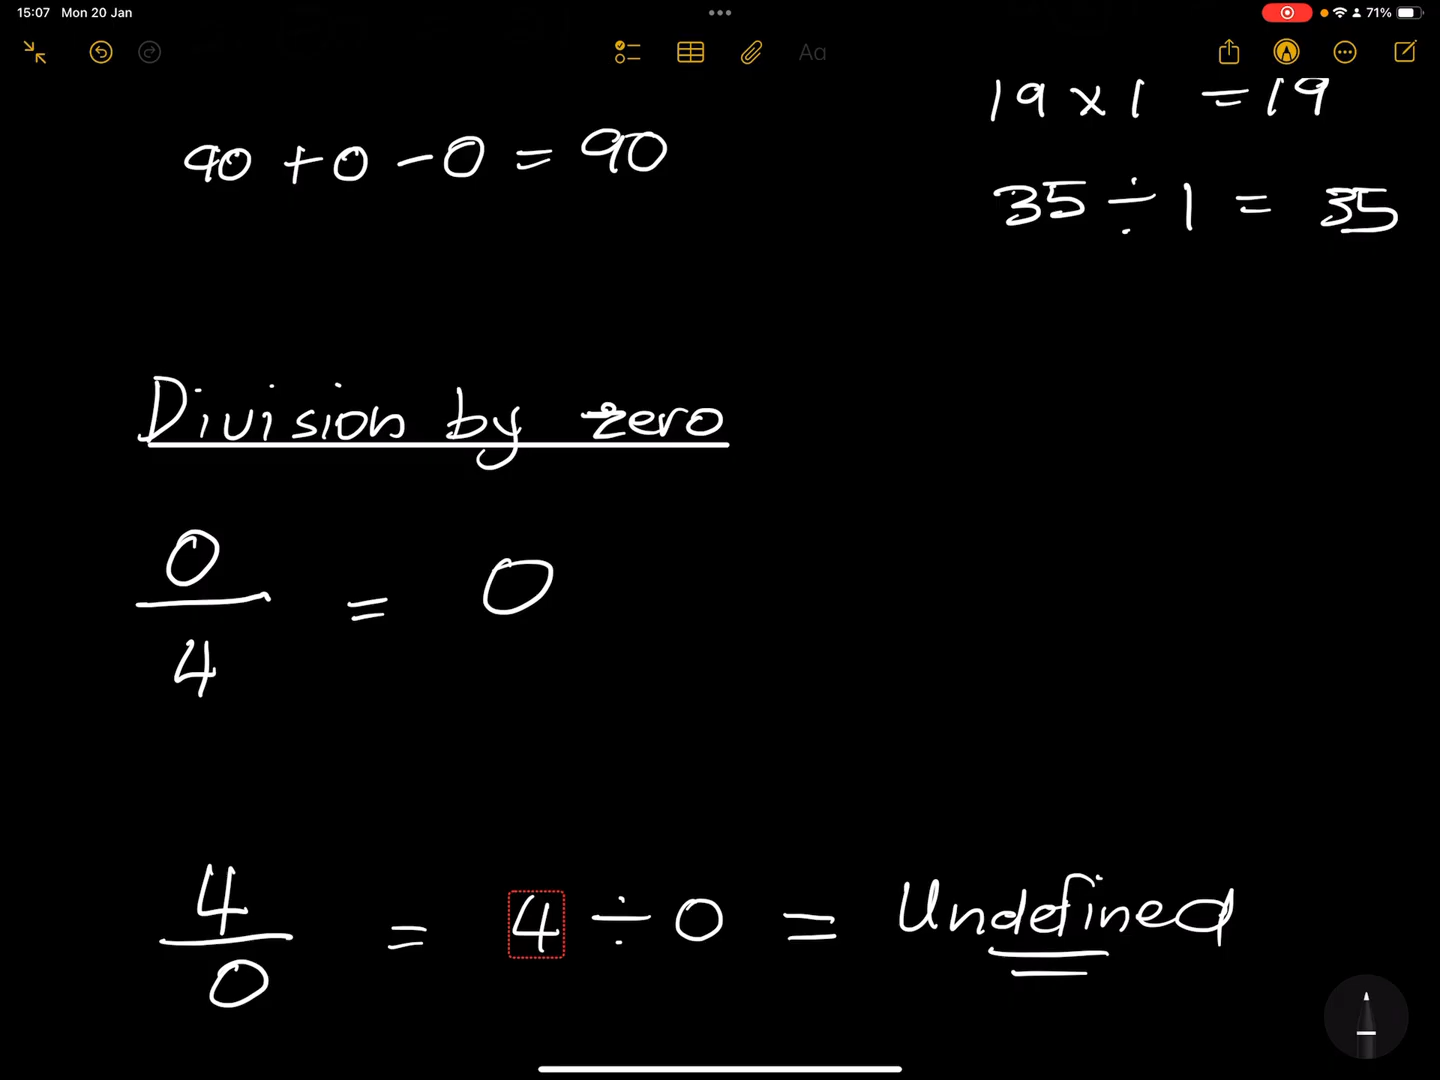 15:07 Mon 20 Jan
71%
Aa
19 × 1 = 19
90 + 0 - 0 = 90
35 ÷ 1 = 35
Division by zero
0
4
= 0
4
0
= 4 ÷ 0 = Undefined